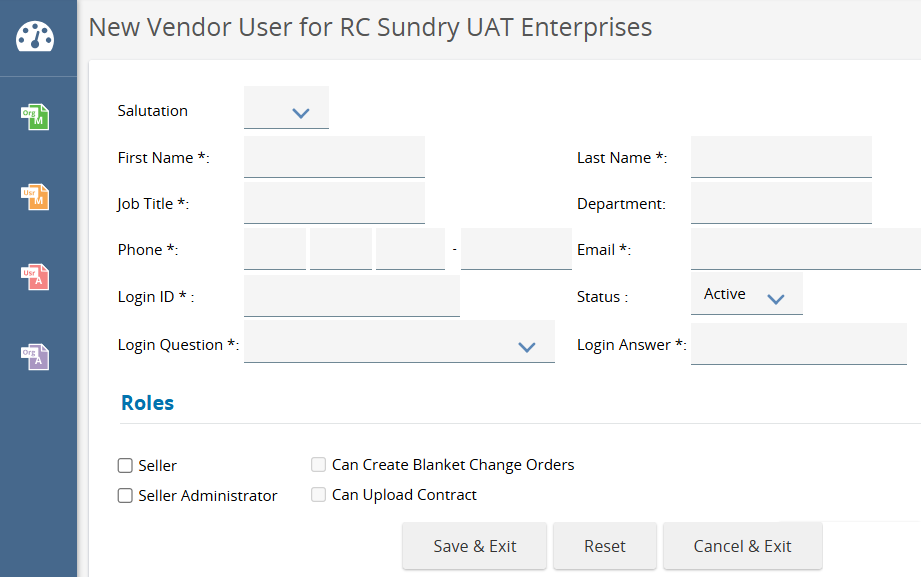 New Vendor User for RC Sundry UAT Enterprises
Org M
Usr M
Usr A
Org A
Salutation
First Name *: Last Name *:
Job Title *: Department:
Phone *: - Email *:
Login ID * : Status : Active
Login Question *: Login Answer *:
Roles
Seller Can Create Blanket Change Orders
Seller Administrator Can Upload Contract
Save & Exit Reset Cancel & Exit